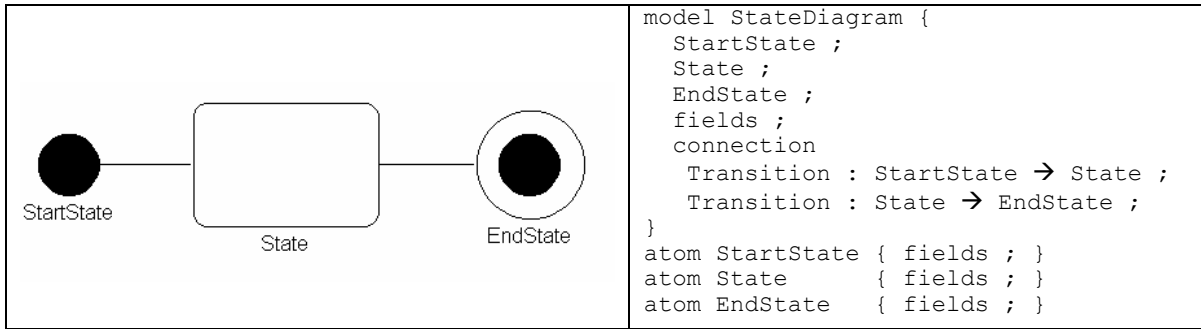 StartState
State
EndState
model StateDiagram {
StartState ;
State ;
EndState ;
fields ;
connection
Transition : StartState → State ;
Transition : State → EndState ;
}
atom StartState { fields ; }
atom State { fields ; }
atom EndState { fields ; }